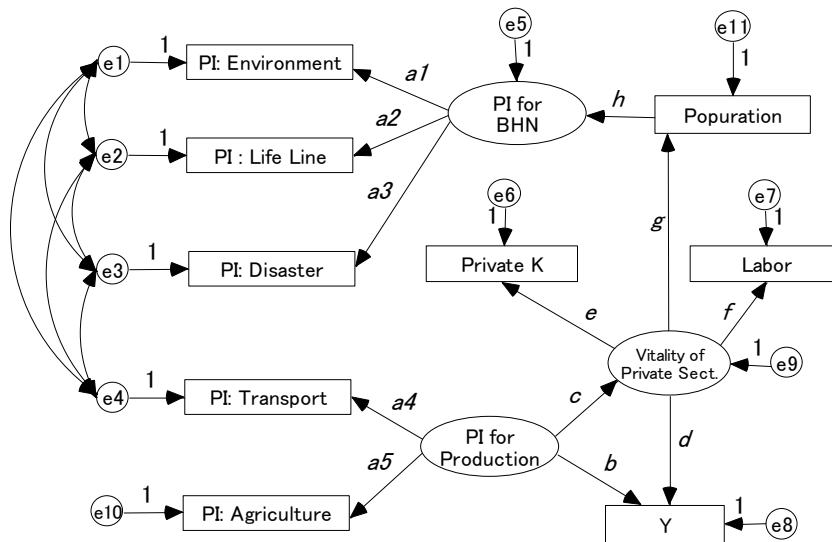 e5
e11
1
1
1
e1
PI: Environment
a1
PI for
BHN
h
Popuration
a2
1
e2
PI : Life Line
a3
e6
1
e7
1
g
1
e3
PI: Disaster
Private K
Labor
e
f
Vitality of
Private Sect.
1
e9
1
e4
PI: Transport
a4
c
PI for
Production
d
a5
b
1
e10
PI: Agriculture
Y
1
e8